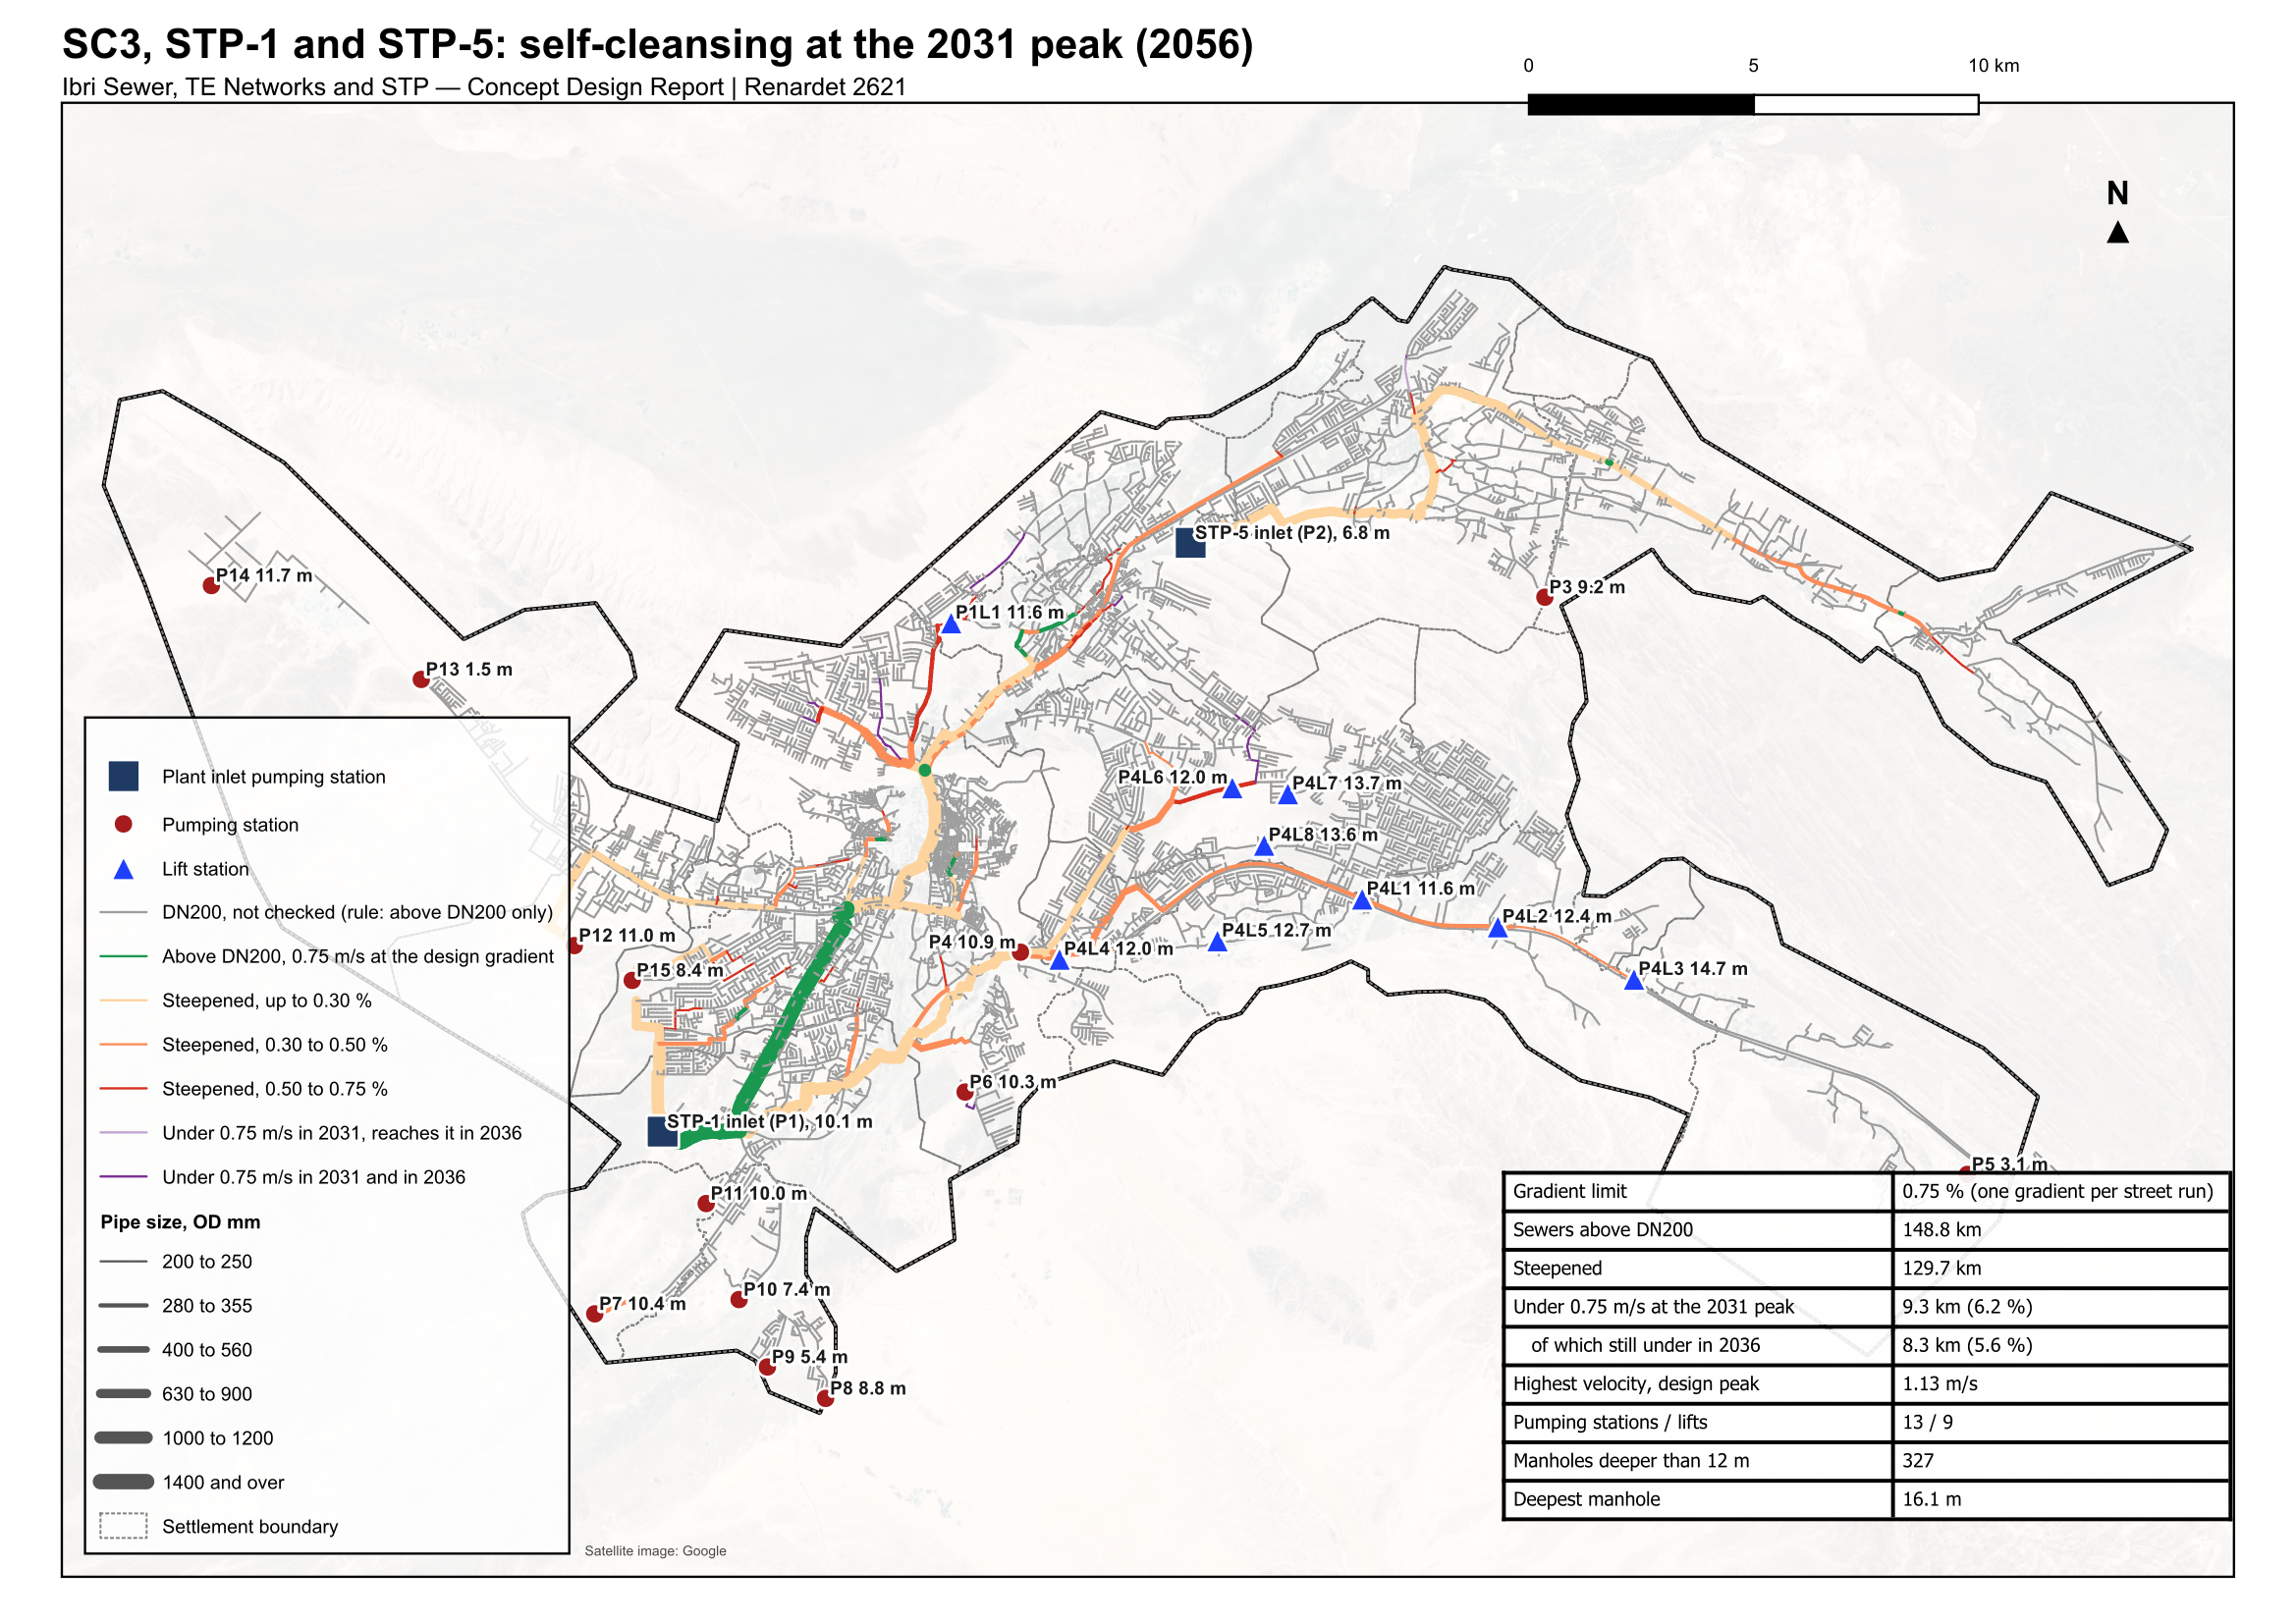 SC3, STP-1 and STP-5: self-cleansing at the 2031 peak (2056)
Ibri Sewer, TE Networks and STP — Concept Design Report | Renardet 2621
0 5 10 km
N
STP-5 inlet (P2), 6.8 m
P14 11.7 m
P3 9.2 m
P1L1 11.6 m
P13 1.5 m
P4L6 12.0 m
P4L7 13.7 m
P4L8 13.6 m
P4L1 11.6 m
P4L2 12.4 m
P4L5 12.7 m
P12 11.0 m
P4 10.9 m
P4L4 12.0 m
P15 8.4 m
P4L3 14.7 m
P6 10.3 m
STP-1 inlet (P1), 10.1 m
P5 3.1 m
P11 10.0 m
P10 7.4 m
P7 10.4 m
P9 5.4 m
P8 8.8 m
Plant inlet pumping station
Pumping station
Lift station
DN200, not checked (rule: above DN200 only)
Above DN200, 0.75 m/s at the design gradient
Steepened, up to 0.30 %
Steepened, 0.30 to 0.50 %
Steepened, 0.50 to 0.75 %
Under 0.75 m/s in 2031, reaches it in 2036
Under 0.75 m/s in 2031 and in 2036
Pipe size, OD mm
200 to 250
280 to 355
400 to 560
630 to 900
1000 to 1200
1400 and over
Settlement boundary
Gradient limit 0.75 % (one gradient per street run)
Sewers above DN200 148.8 km
Steepened 129.7 km
Under 0.75 m/s at the 2031 peak 9.3 km (6.2 %)
of which still under in 2036 8.3 km (5.6 %)
Highest velocity, design peak 1.13 m/s
Pumping stations / lifts 13 / 9
Manholes deeper than 12 m 327
Deepest manhole 16.1 m
Satellite image: Google